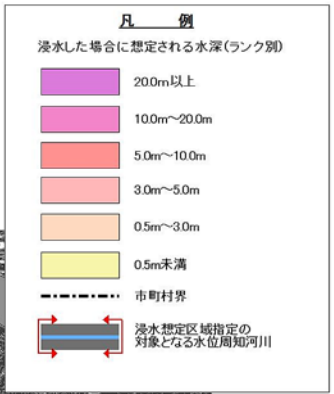 凡 例
浸水した場合に想定される水深(ランク別)
20.0m以上
10.0m～20.0m
5.0m～10.0m
3.0m～5.0m
0.5m～3.0m
0.5m未満
市町村界
浸水想定区域指定の
対象となる水位周知河川